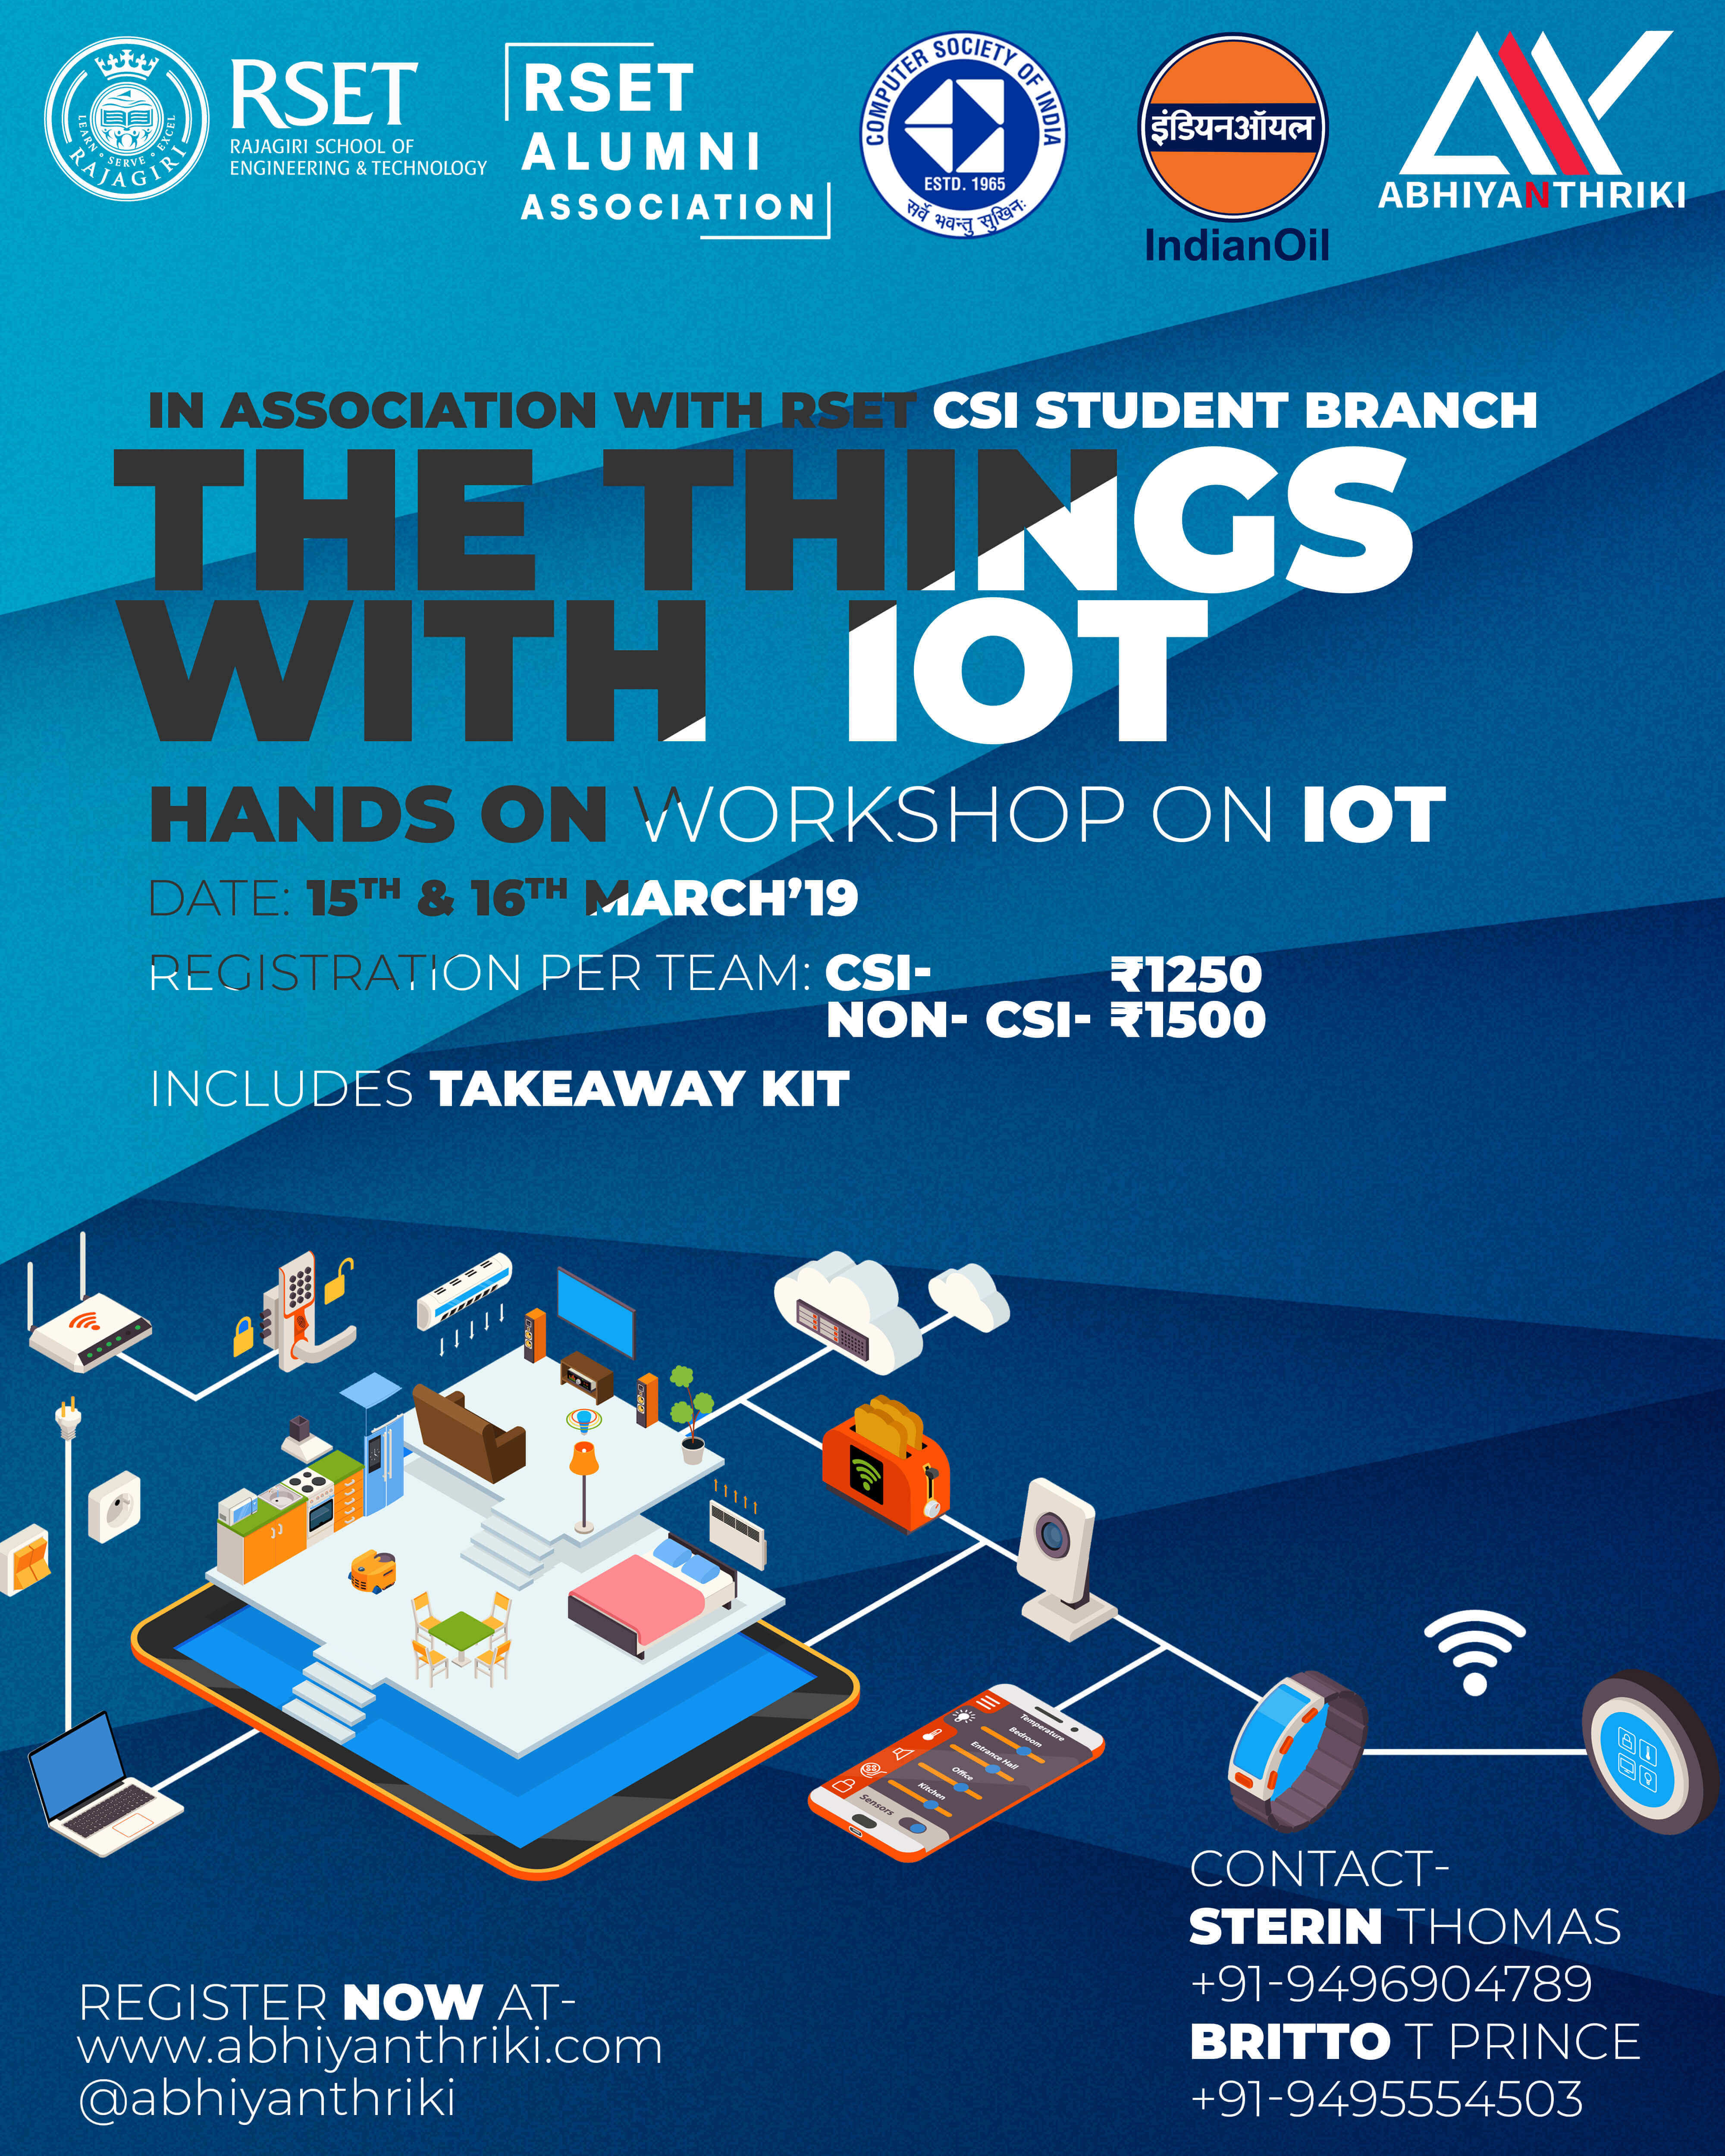 LEARN • SERVE • EXCEL
RAJAGIRI
RSET
RAJAGIRI SCHOOL OF
ENGINEERING & TECHNOLOGY
RSET
ALUMNI
ASSOCIATION
COMPUTER SOCIETY OF INDIA
ESTD. 1965
सर्वे भवन्तु सुखिनः
इंडियनऑयल
IndianOil
ABHIYANTHRIKI
IN ASSOCIATION WITH RSET CSI STUDENT BRANCH
THE THINGS
WITH IOT
HANDS ON WORKSHOP ON IOT
DATE: 15TH & 16TH MARCH'19
REGISTRATION PER TEAM: CSI- ₹1250
NON- CSI- ₹1500
INCLUDES TAKEAWAY KIT
Temperature
Bedroom
Entrance Hall
Office
Kitchen
Sensors
CONTACT-
STERIN THOMAS
+91-9496904789
BRITTO T PRINCE
+91-9495554503
REGISTER NOW AT-
www.abhiyanthriki.com
@abhiyanthriki